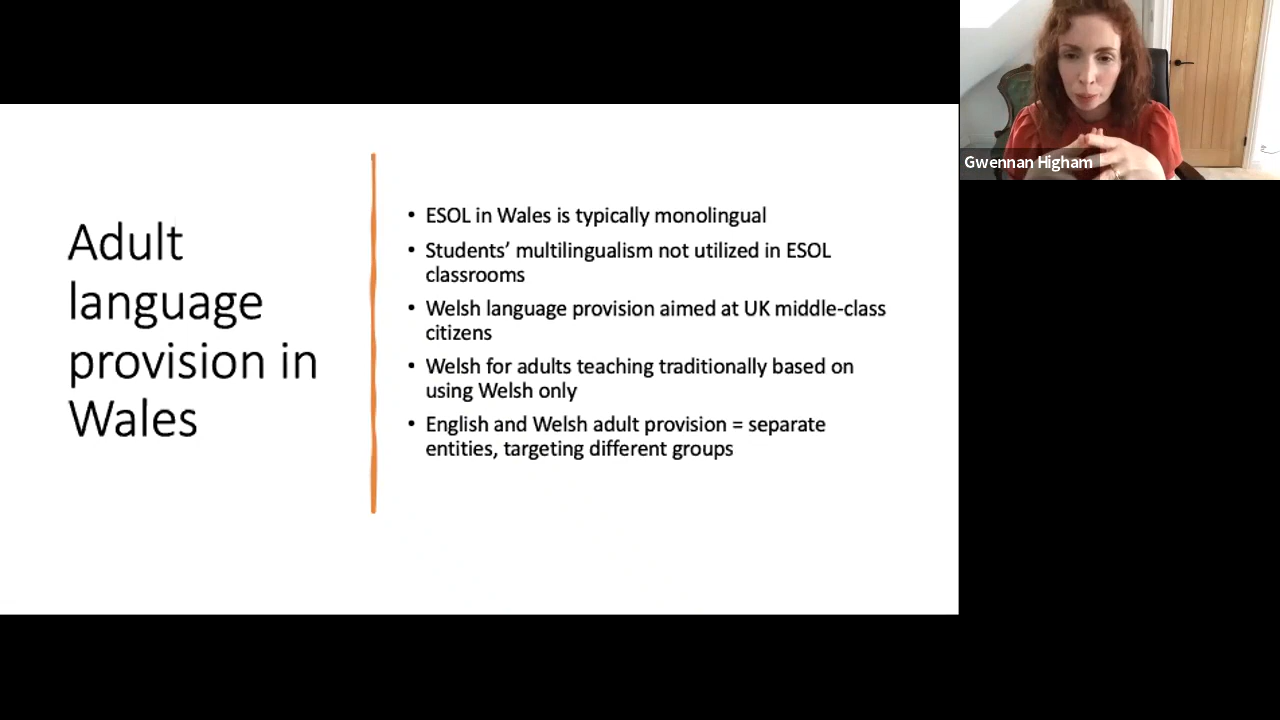 Adult
language
provision in
Wales
• ESOL in Wales is typically monolingual
• Students’ multilingualism not utilized in ESOL
classrooms
• Welsh language provision aimed at UK middle-class
citizens
• Welsh for adults teaching traditionally based on
using Welsh only
• English and Welsh adult provision = separate
entities, targeting different groups
Gwennan Higham